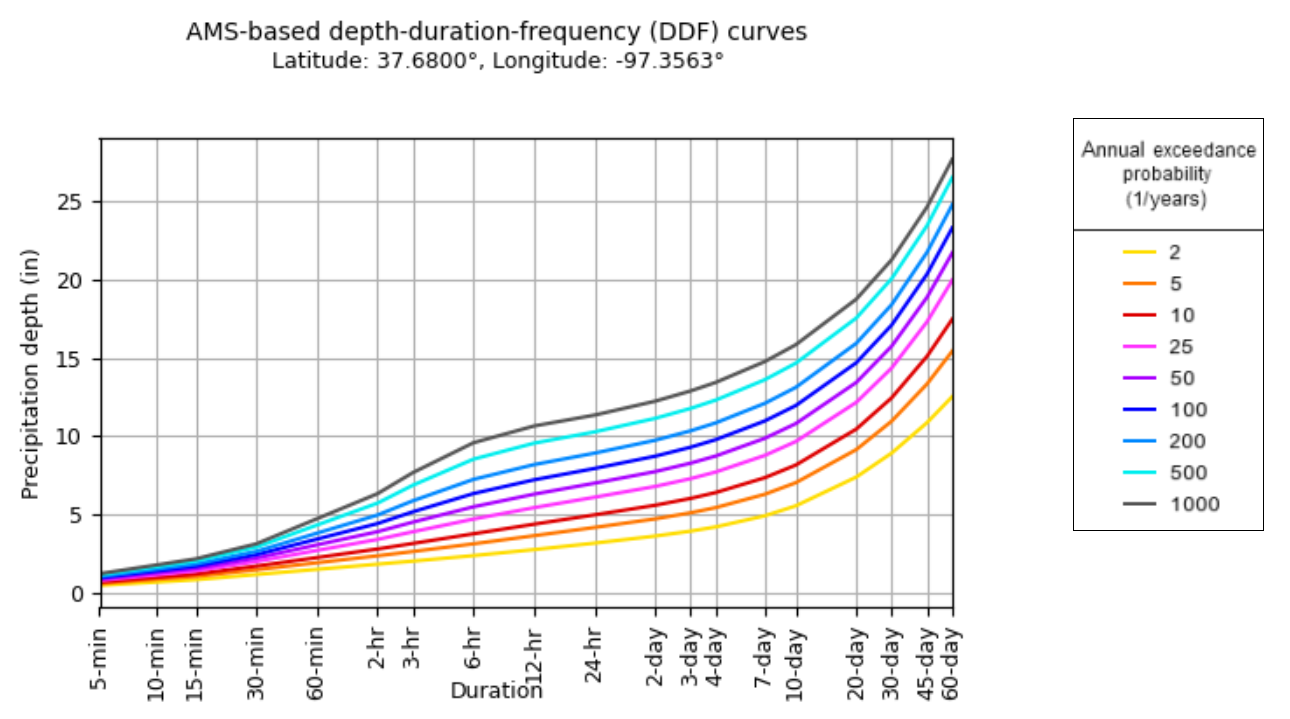 AMS-based depth-duration-frequency (DDF) curves
Latitude: 37.6800°, Longitude: -97.3563°
Precipitation depth (in)
25
20
15
10
5
0
5-min
10-min
15-min
30-min
60-min
2-hr
3-hr
6-hr
12-hr
24-hr
2-day
3-day
4-day
7-day
10-day
20-day
30-day
45-day
60-day
Duration
Annual exceedance
probability
(1/years)
2
5
10
25
50
100
200
500
1000